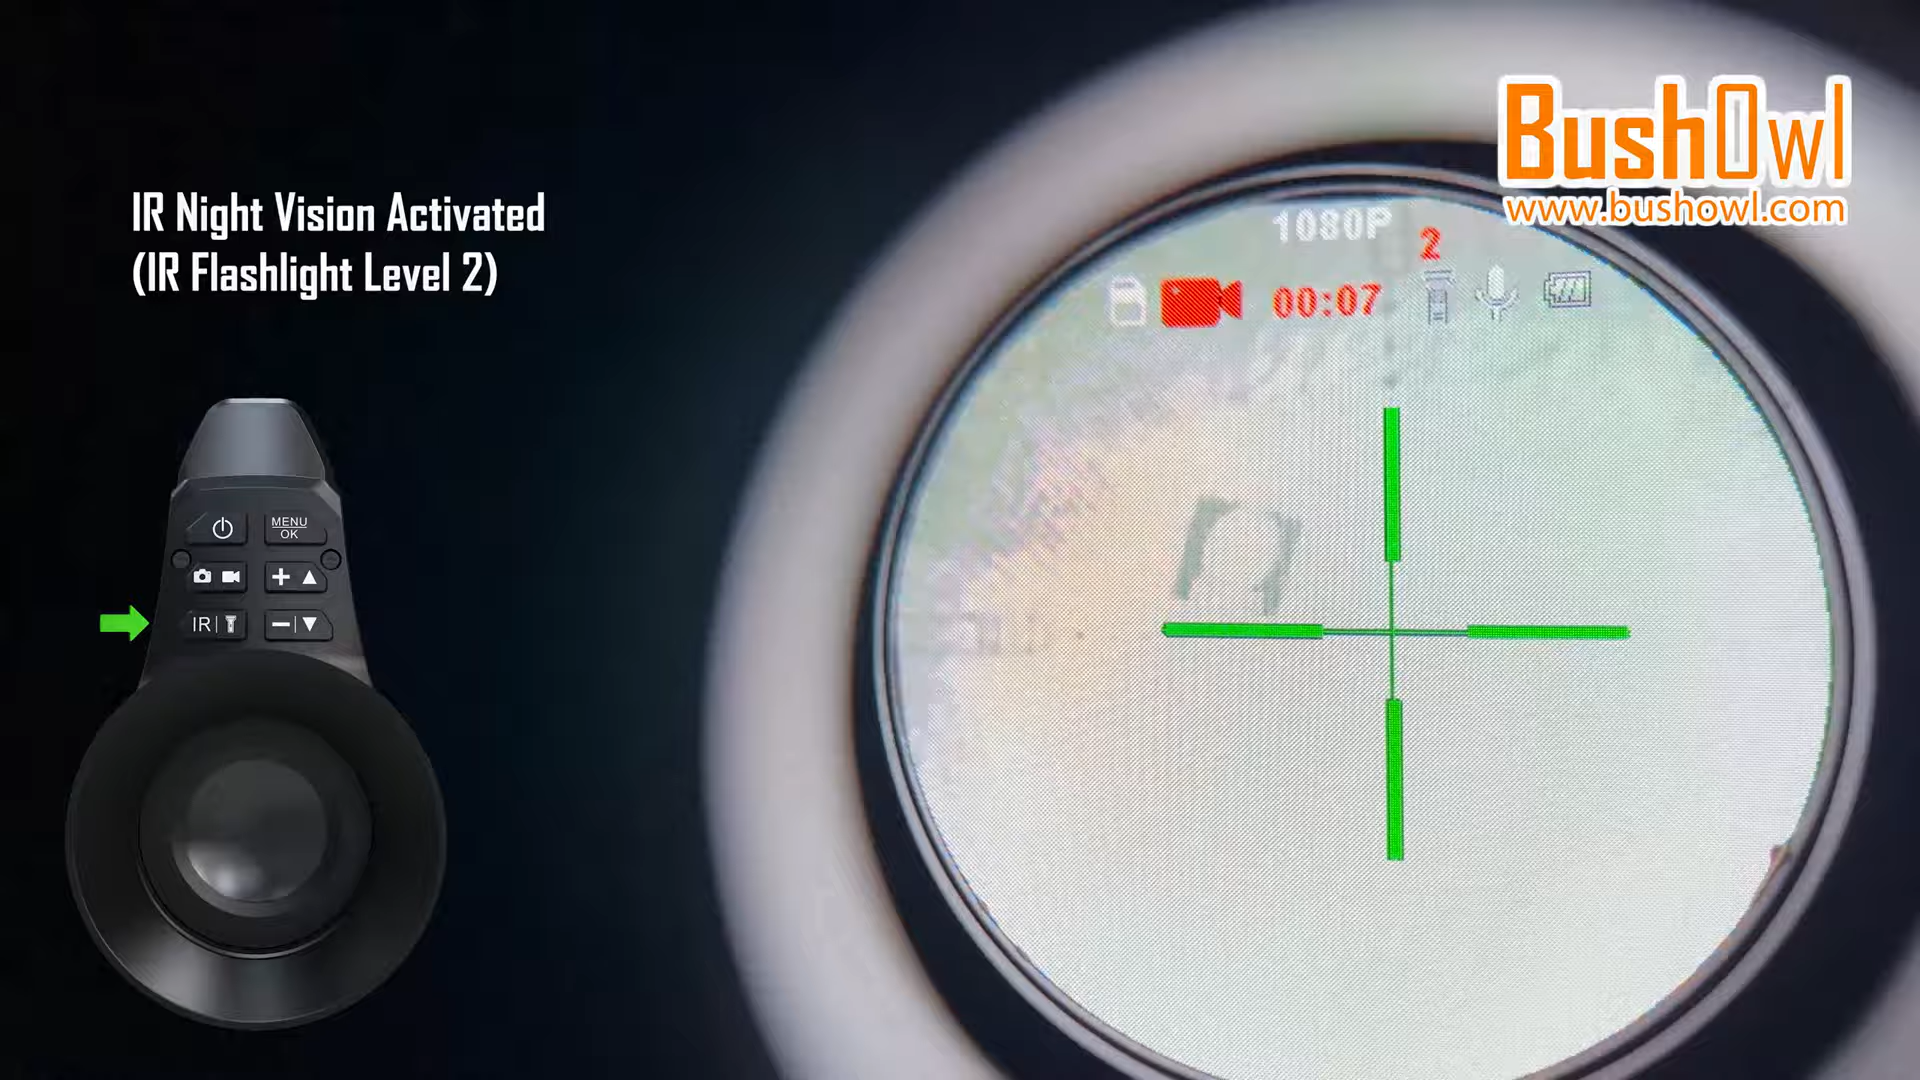 IR Night Vision Activated
(IR Flashlight Level 2)
BushOwl
www.bushowl.com
1080P
2
00:07
MENU
OK
IR